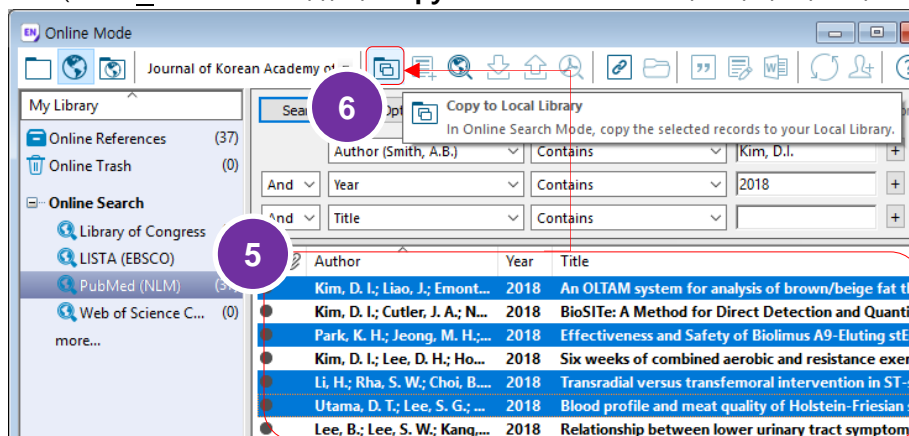 EN Online Mode
Journal of Korean Academy of
6
Copy to Local Library
In Online Search Mode, copy the selected records to your Local Library.
My Library
Online References (37)
Online Trash (0)
Online Search
Library of Congress
LISTA (EBSCO)
PubMed (NLM)
Web of Science C... (0)
more...
Author (Smith, A.B.) Contains Kim, D.I. +
And Year Contains 2018 +
And Title Contains +
5
Author Year Title
Kim, D. I.; Liao, J.; Emont... 2018 An OLTAM system for analysis of brown/beige fat
Kim, D. I.; Cutler, J. A.; N... 2018 BioSITe: A Method for Direct Detection and
Park, K. H.; Jeong, M. H.;... 2018 Effectiveness and Safety of Biolimus A9-Eluting
Kim, D. I.; Lee, D. H.; Ho... 2018 Six weeks of combined aerobic and resistance
Li, H.; Rha, S. W.; Choi, B.... 2018 Transradial versus transfemoral intervention in
Utama, D. T.; Lee, S. G.; ... 2018 Blood profile and meat quality of Holstein-Friesian
Lee, B.; Lee, S. W.; Kang,... 2018 Relationship between lower urinary tract symptom